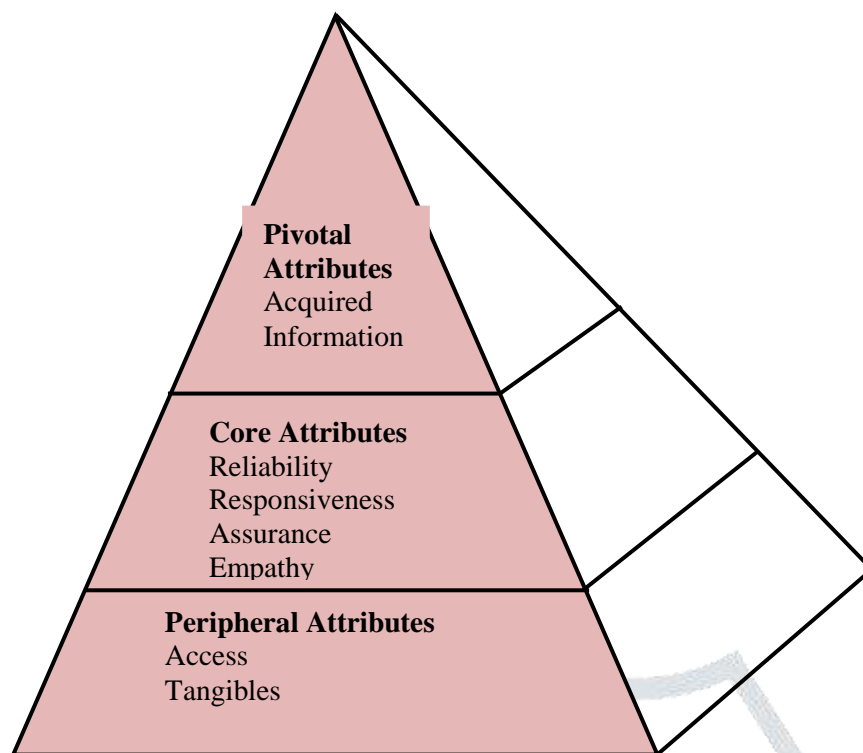 Pivotal
Attributes
Acquired
Information
Core Attributes
Reliability
Responsiveness
Assurance
Empathy
Peripheral Attributes
Access
Tangibles